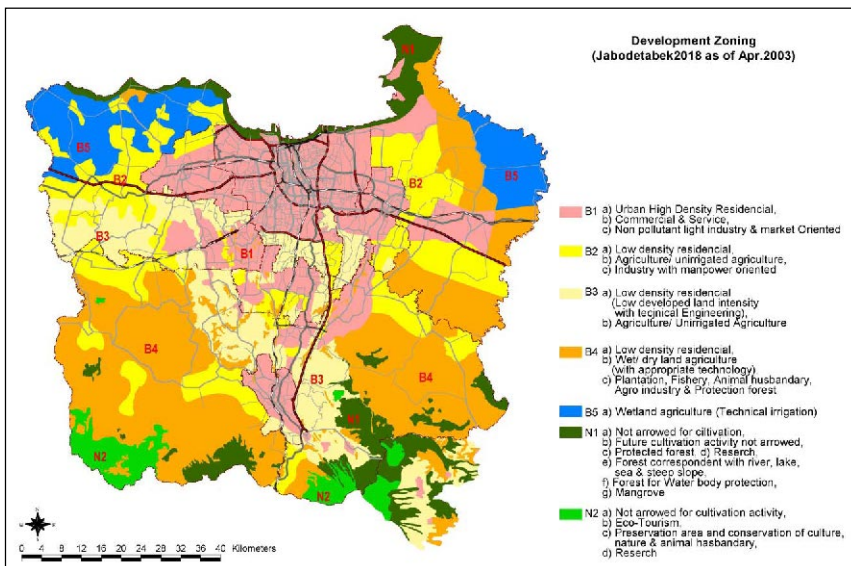 Development Zoning
(Jabodetabek2018 as of Apr.2003)
N1
B5
B2
B2
B5
B3
B1
B4
B3
B4
N1
N2
N2
B1 a) Urban High Density Residencial,
b) Commercial & Service,
c) Non pollutant light industry & market Oriented
B2 a) Low density residencial,
b) Agriculture/ unirrigated agriculture,
c) Industry with manpower oriented
B3 a) Low density residencial
(Low developed land intensity
with tecjnical Engineering),
b) Agriculture/ Unirrigated Agriculture
B4 a) Low density residencial,
b) Wet/ dry land agriculture
(with appropriate technology)
c) Plantation, Fishery, Animal husbandary,
Agro industry & Protection forest
B5 a) Wetland agriculture (Technical irrigation)
N1 a) Not arrowed for ciltivation,
b) Future cultivation activity not arrowed,
c) Protected forest, d) Reserch,
e) Forest correspondent with river, lake,
sea & steep slope,
f) Forest for Water body protection,
g) Mangrove
N2 a) Not arrowed for cultivation activity,
b) Eco-Tourism,
c) Preservation area and conservation of culture,
nature & animal hasbandary,
d) Reserch
0 4 8 12 16 20 24 28 32 36 40 Kilometers